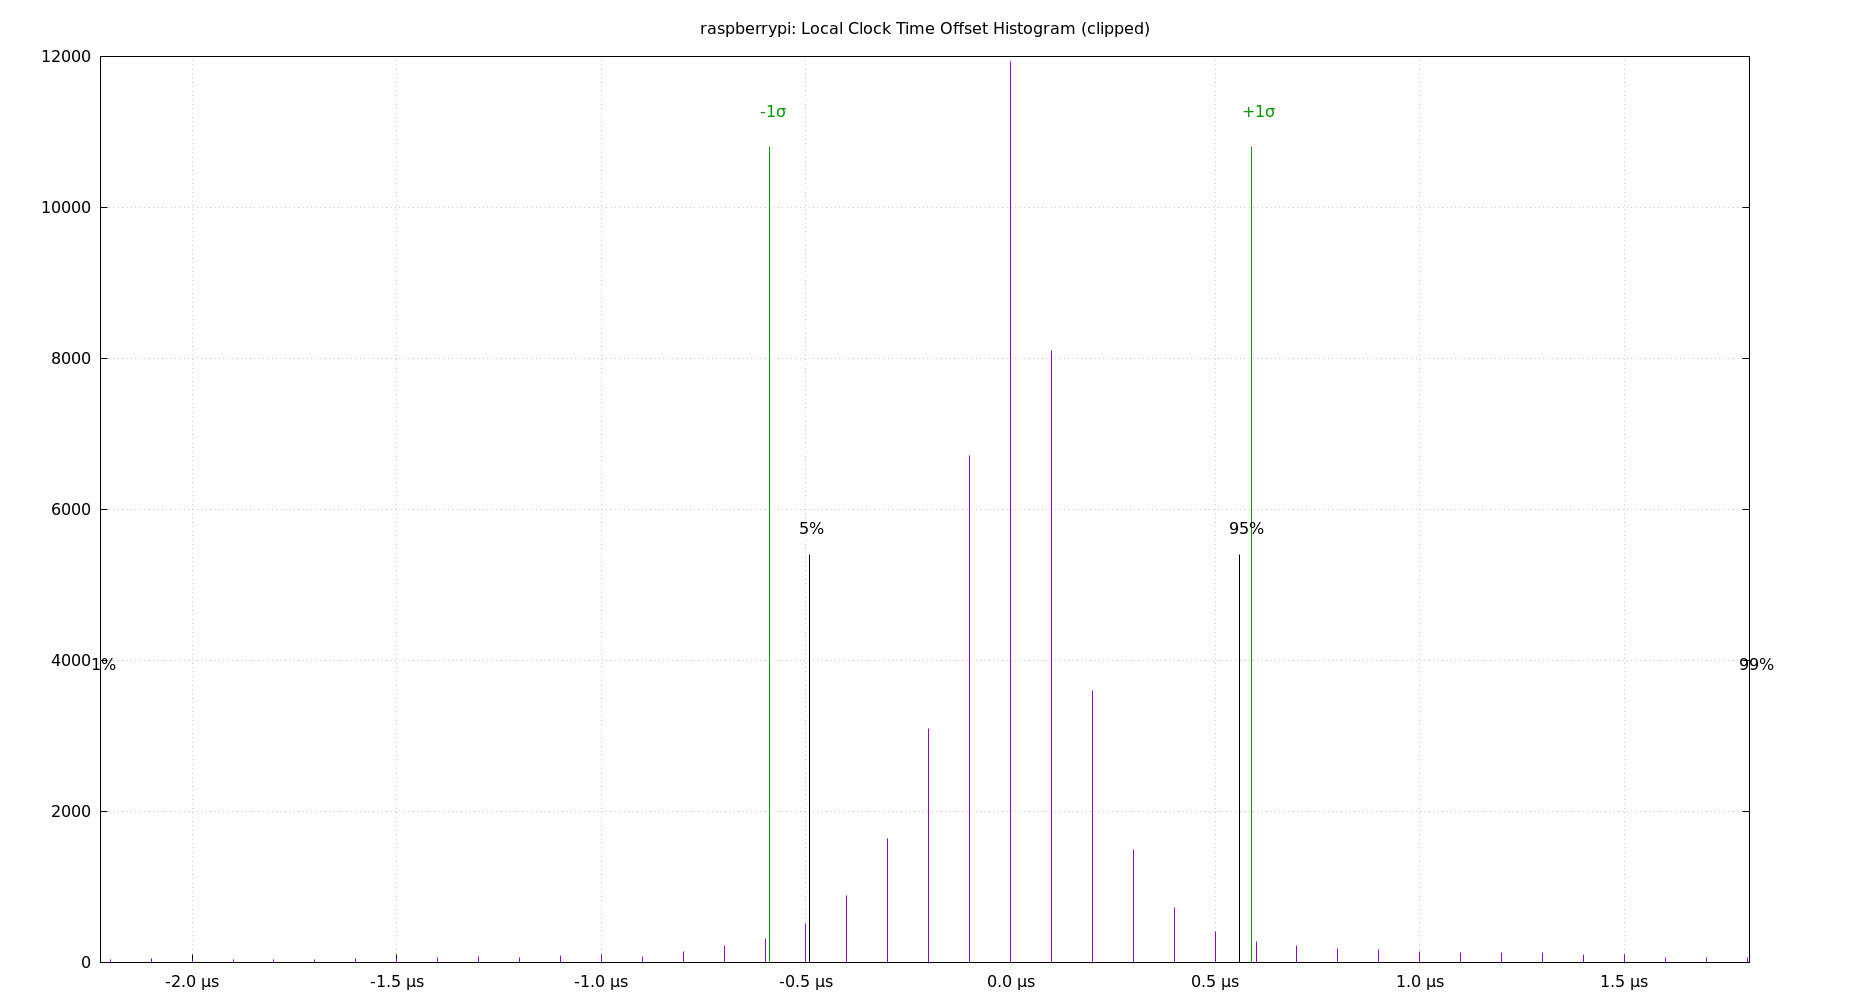 raspberrypi: Local Clock Time Offset Histogram (clipped)
12000
-1σ
+1σ
10000
8000
6000
5%
95%
4000
1%
99%
2000
0
-2.0 µs
-1.5 µs
-1.0 µs
-0.5 µs
0.0 µs
0.5 µs
1.0 µs
1.5 µs